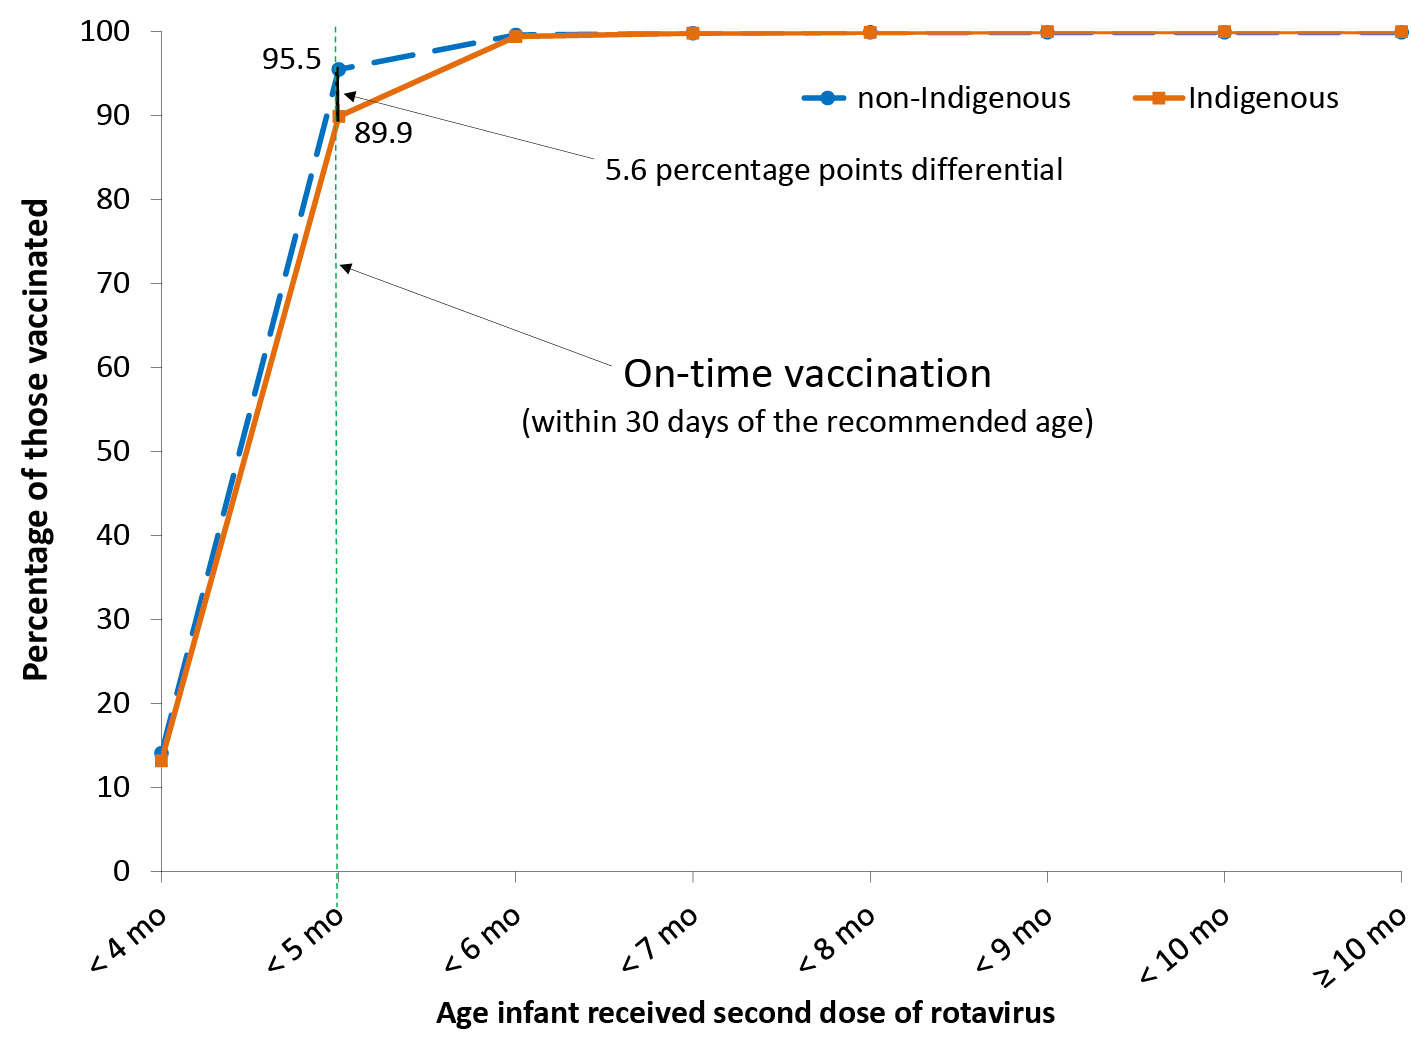 100
90
80
70
60
50
40
30
20
10
0
Percentage of those vaccinated
95.5
89.9
non-Indigenous
Indigenous
5.6 percentage points differential
On-time vaccination
(within 30 days of the recommended age)
< 4 mo
< 5 mo
< 6 mo
< 7 mo
< 8 mo
< 9 mo
< 10 mo
≥ 10 mo
Age infant received second dose of rotavirus